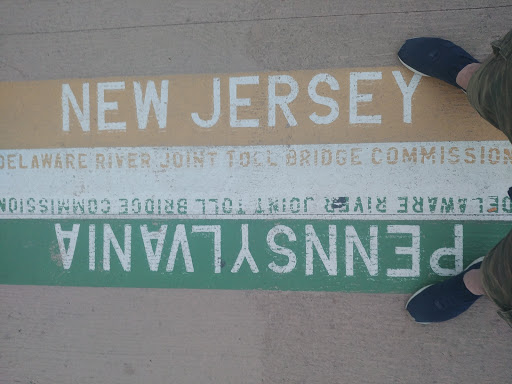 NEW JERSEY
DELAWARE RIVER JOINT TOLL BRIDGE COMMISSION
DELAWARE RIVER JOINT TOLL BRIDGE COMMISSION
PENNSYLVANIA